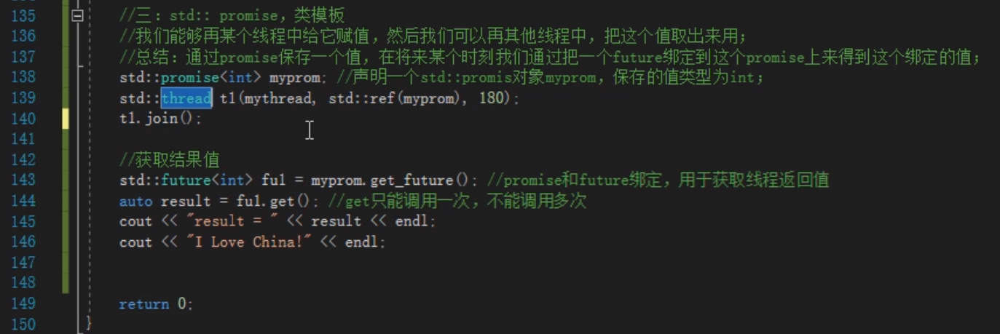 135 //三：std:: promise，类模板
136 //我们能够再某个线程中给它赋值，然后我们可以再其他线程中，把这个值取出来用；
137 //总结：通过promise保存一个值，在将来某个时刻我们通过把一个future绑定到这个promise上来得到这个绑定的值；
138 std::promise<int> myprom; //声明一个std::promis对象myprom，保存的值类型为int；
139 std::thread t1(mythread, std::ref(myprom), 180);
140 t1.join();
141
142 //获取结果值
143 std::future<int> ful = myprom.get_future(); //promise和future绑定，用于获取线程返回值
144 auto result = ful.get(); //get只能调用一次，不能调用多次
145 cout << "result = " << result << endl;
146 cout << "I Love China!" << endl;
147
148
149 return 0;
150 }